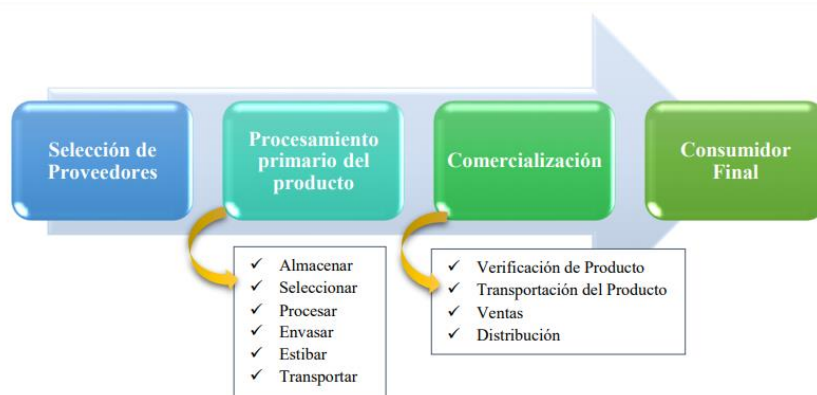 Selección de
Proveedores
Procesamiento
primario del
producto
Comercialización
Consumidor
Final
✓ Almacenar
✓ Seleccionar
✓ Procesar
✓ Envasar
✓ Estibar
✓ Transportar
✓ Verificación de Producto
✓ Transportación del Producto
✓ Ventas
✓ Distribución